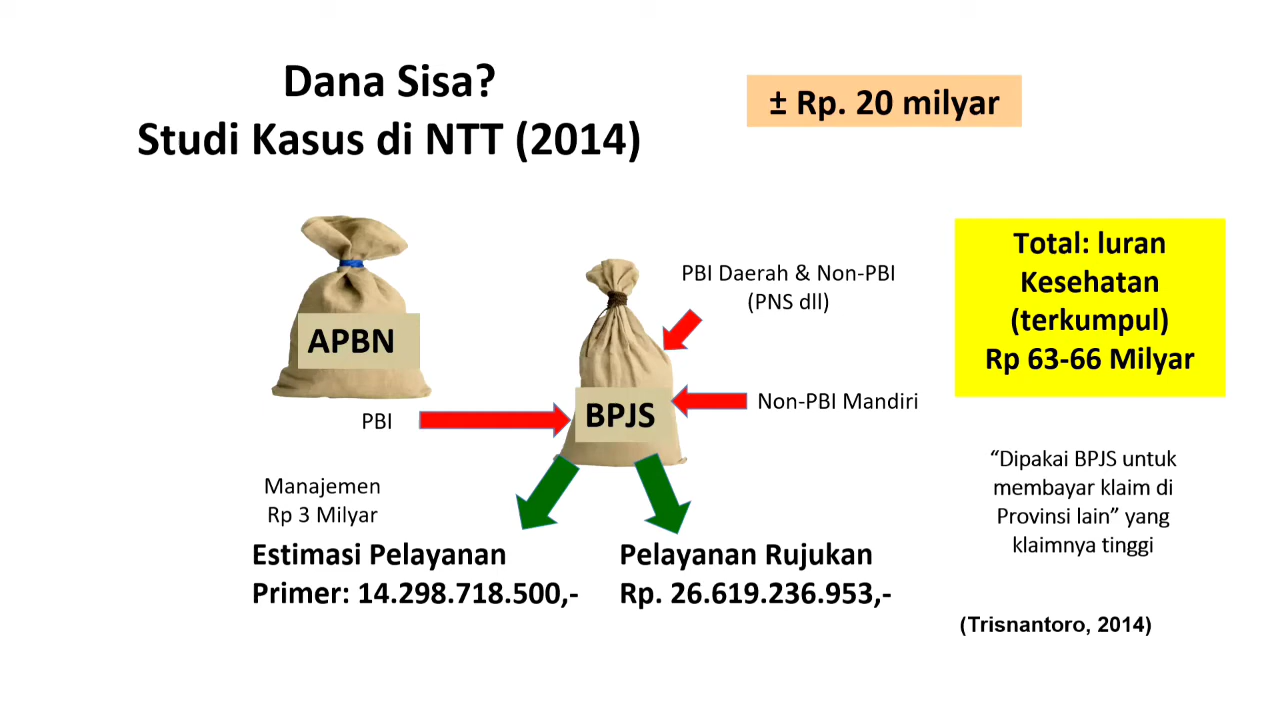 Dana Sisa?
Studi Kasus di NTT (2014)
± Rp. 20 milyar
APBN
PBI
BPJS
PBI Daerah & Non-PBI
(PNS dll)
Non-PBI Mandiri
Total: Iuran
Kesehatan
(terkumpul)
Rp 63-66 Milyar
Manajemen
Rp 3 Milyar
Estimasi Pelayanan
Primer: 14.298.718.500,-
Pelayanan Rujukan
Rp. 26.619.236.953,-
“Dipakai BPJS untuk
membayar klaim di
Provinsi lain” yang
klaimnya tinggi
(Trisnantoro, 2014)